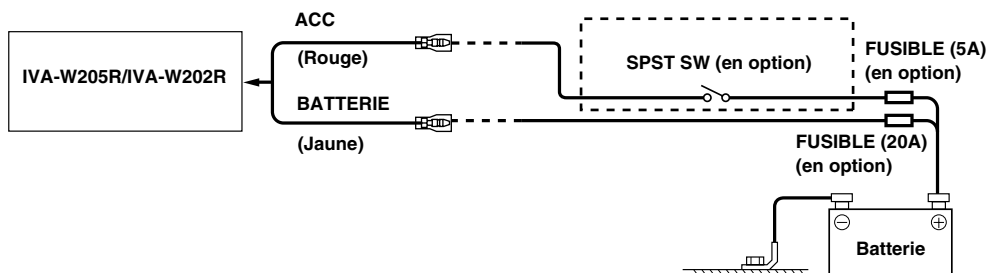 ACC
(Rouge)
IVA-W205R/IVA-W202R
BATTERIE
(Jaune)
SPST SW (en option)
FUSIBLE (5A)
(en option)
FUSIBLE (20A)
(en option)
Batterie